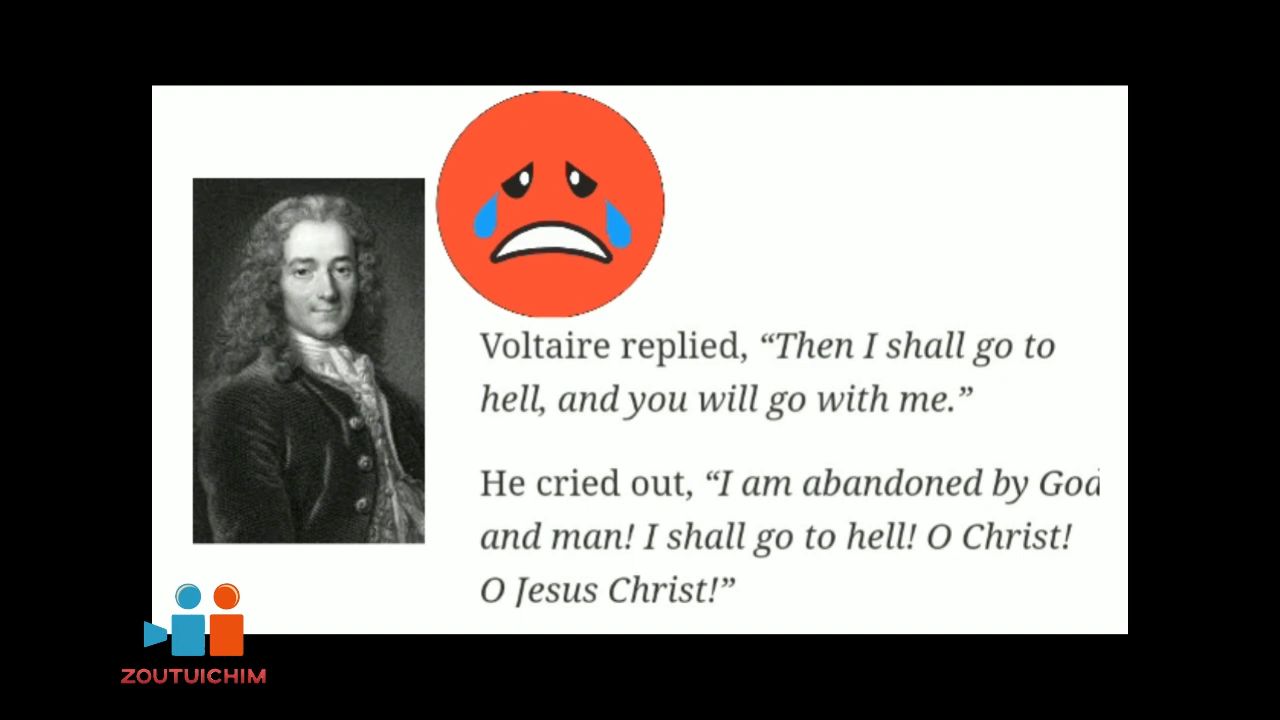 Voltaire replied, “Then I shall go to
hell, and you will go with me.”
He cried out, “I am abandoned by God
and man! I shall go to hell! O Christ!
O Jesus Christ!”
ZOUTUICHIM